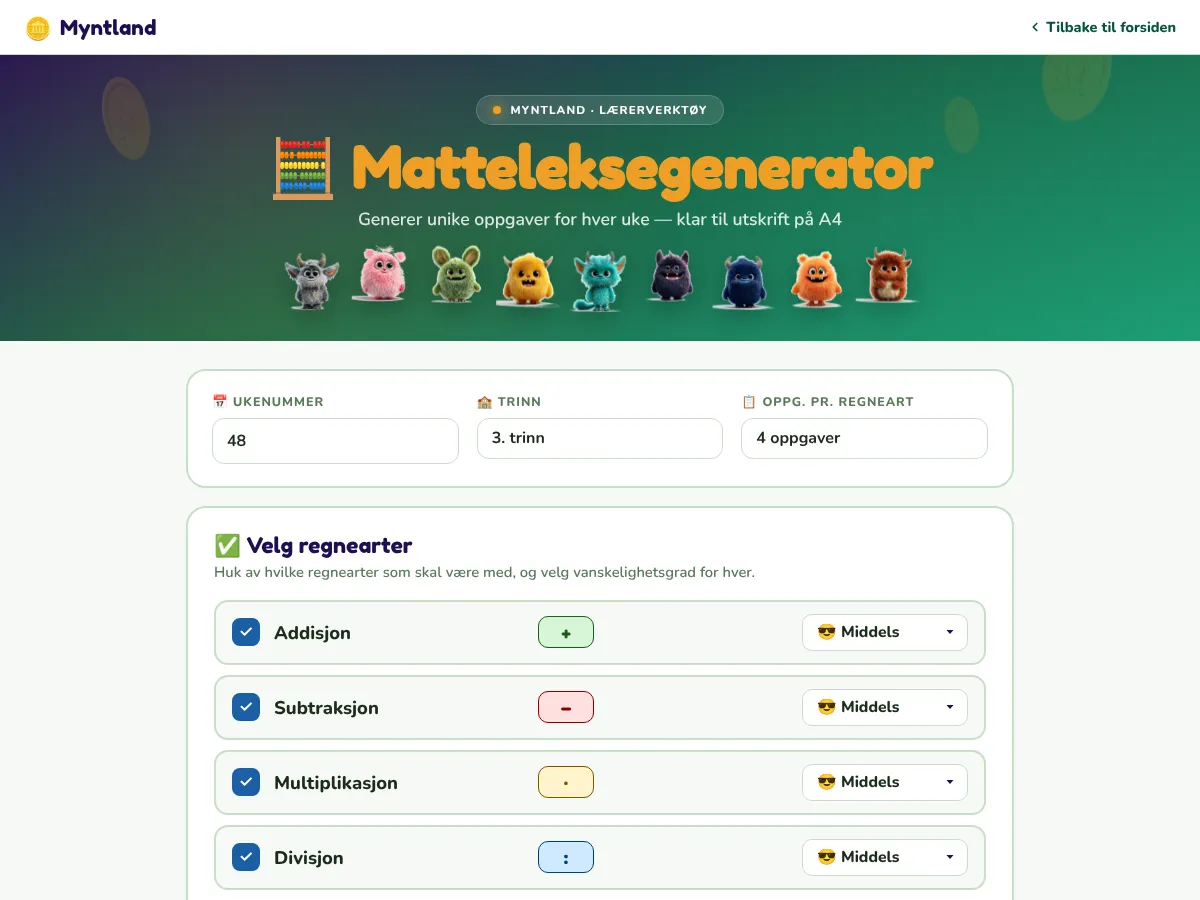 Myntland
Tilbake til forsiden
MYNTLAND · LÆRERVERKTØY
Matteleksegenerator
Generer unike oppgaver for hver uke — klar til utskrift på A4
UKENUMMER
TRINN
OPPG. PR. REGNEART
48
3. trinn
4 oppgaver
Velg regnearter
Huk av hvilke regnearter som skal være med, og velg vanskelighetsgrad for hver.
Addisjon + Middels
Subtraksjon − Middels
Multiplikasjon · Middels
Divisjon : Middels